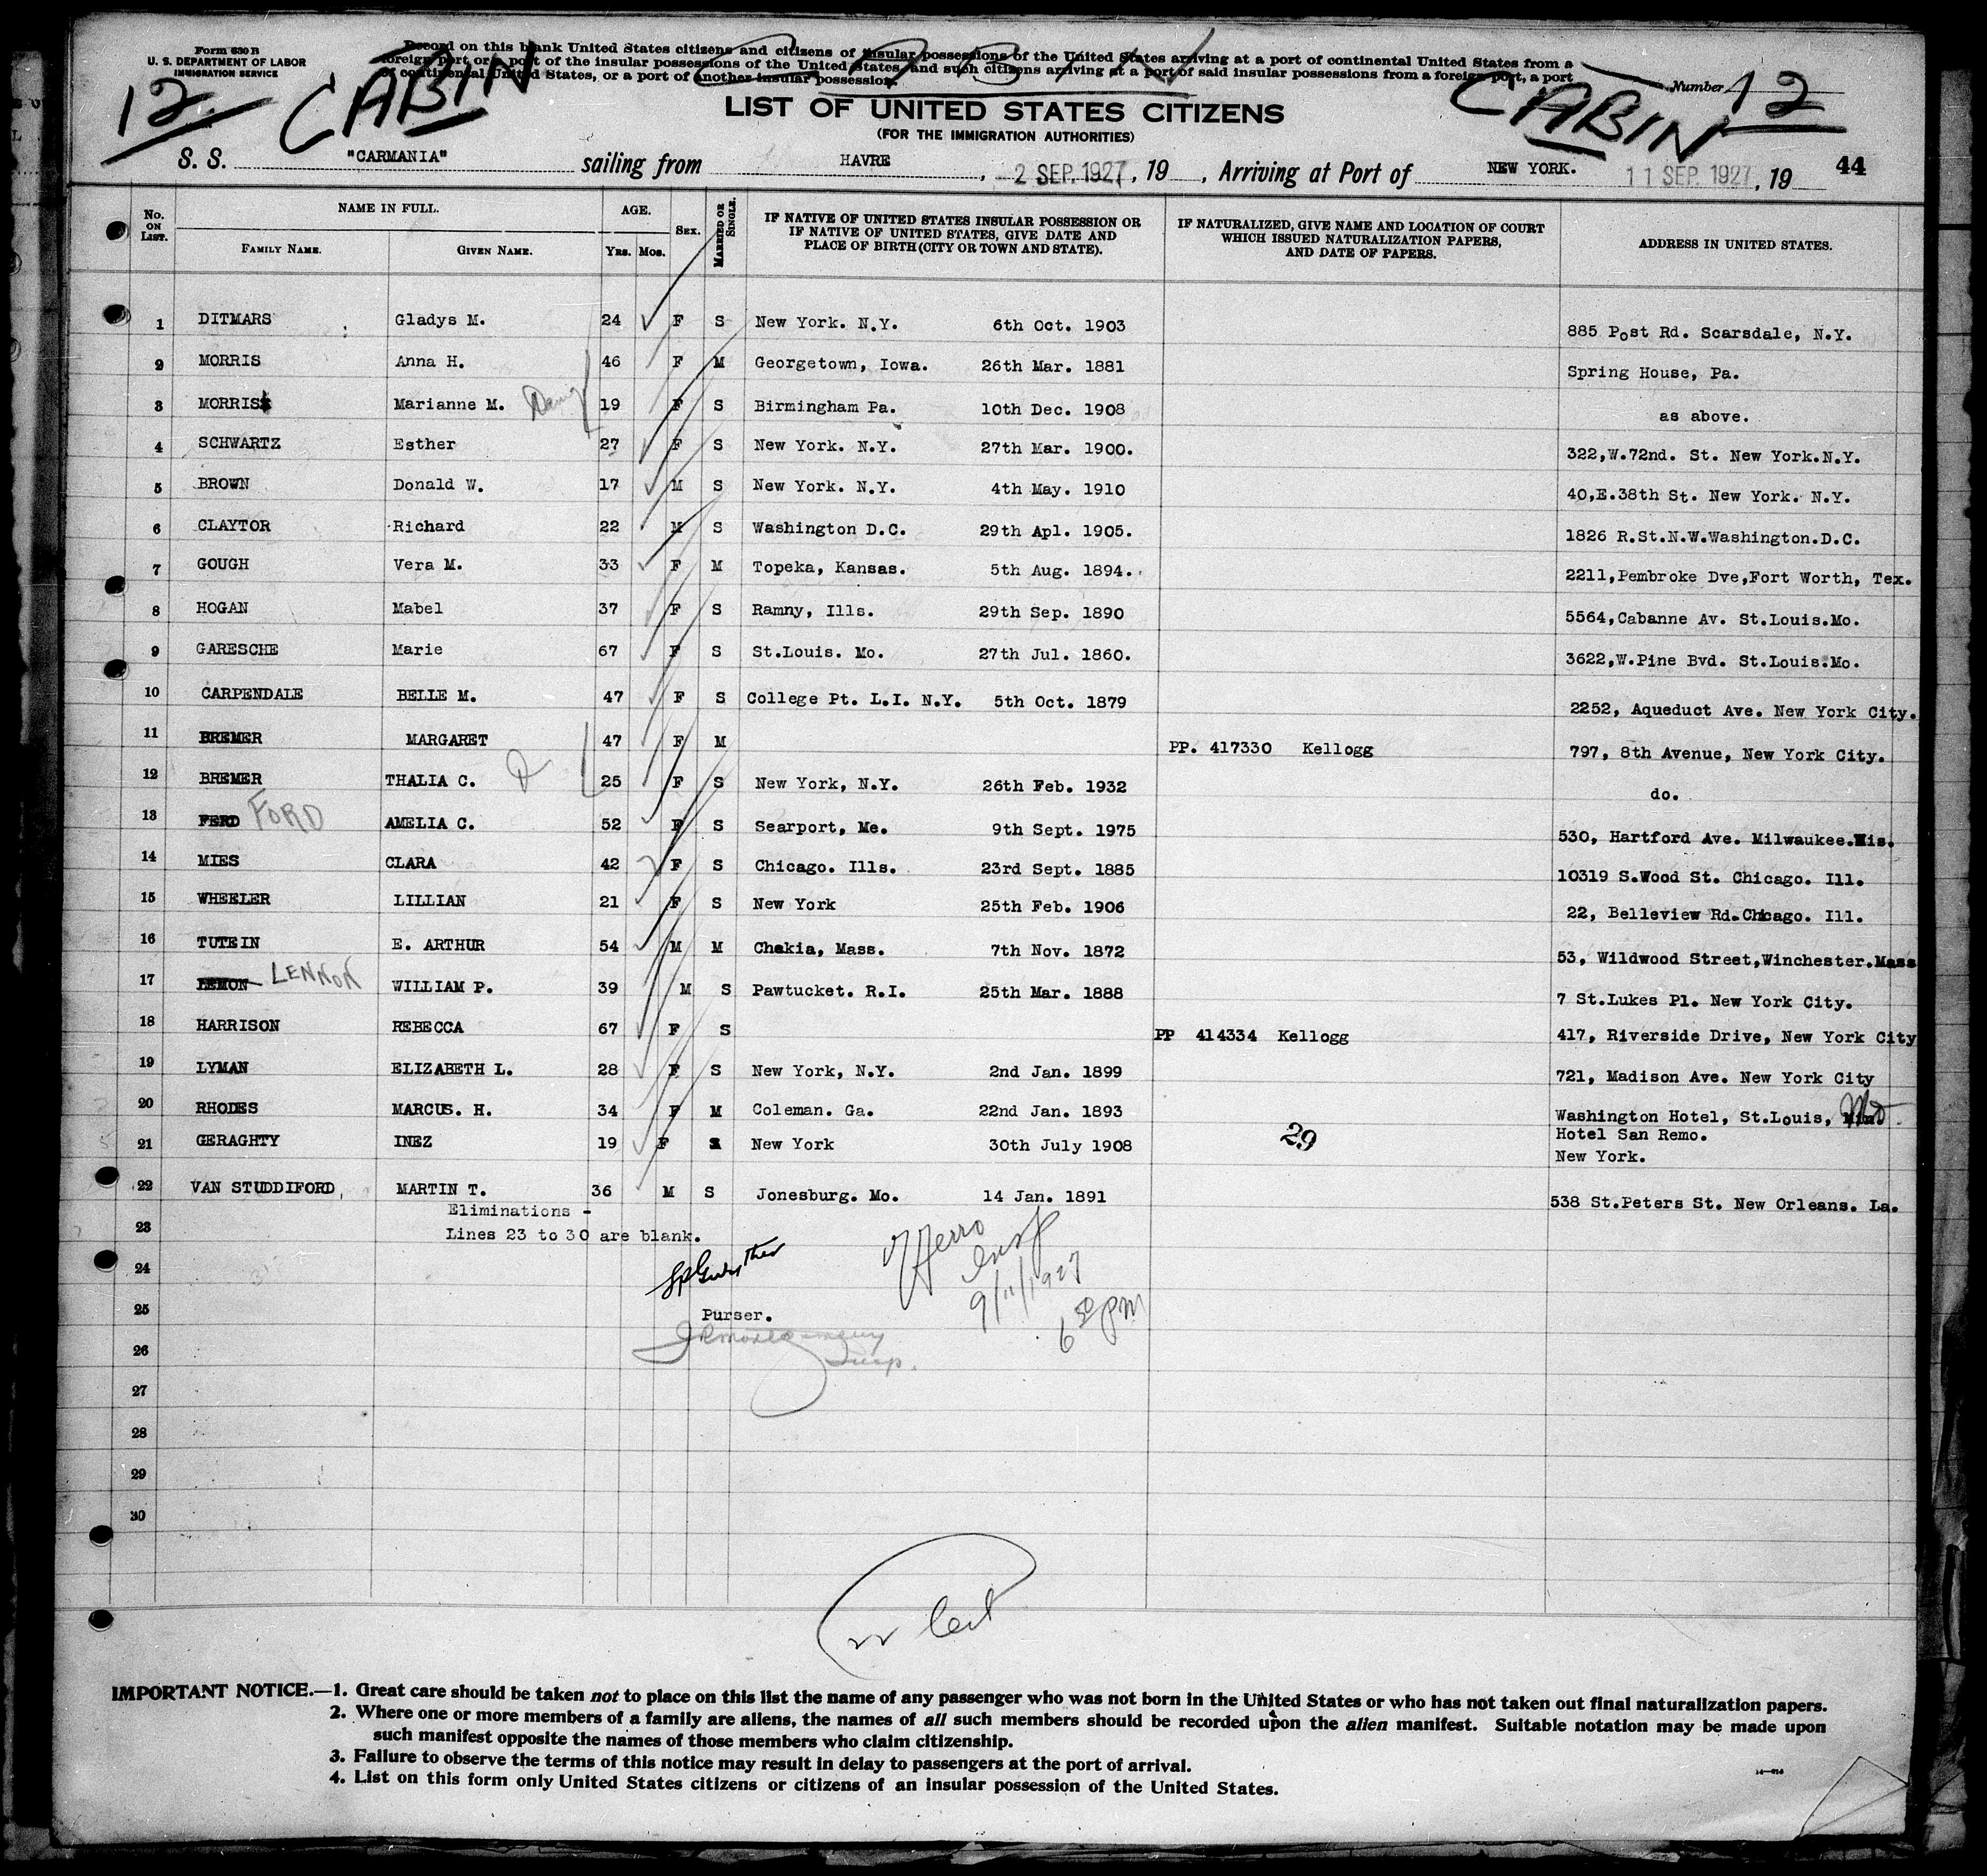 Form 630 B
U. S. DEPARTMENT OF LABOR
IMMIGRATION SERVICE
Record on this blank United States citizens and citizens of insular possessions of the United States arriving at a port of continental United States from a
foreign port or a port of the insular possessions of the United States, and such citizens arriving at a port of said insular possessions from a foreign port, a port
of continental United States, or a port of another insular possession.
Number 12
12. CABIN CABIN
LIST OF UNITED STATES CITIZENS
(FOR THE IMMIGRATION AUTHORITIES)
S. S. "CARMANIA" sailing from HAVRE, 2 SEP. 1927, 19 , Arriving at Port of NEW YORK. 11 SEP. 1927, 19 44
No. ON LIST. NAME IN FULL. FAMILY NAME. GIVEN NAME. AGE. Yrs. Mos. SEX. MARRIED OR SINGLE. IF NATIVE OF UNITED STATES INSULAR POSSESSION OR IF NATIVE OF UNITED STATES, GIVE DATE AND PLACE OF BIRTH (CITY OR TOWN AND STATE). IF NATURALIZED, GIVE NAME AND LOCATION OF COURT WHICH ISSUED NATURALIZATION PAPERS, AND DATE OF PAPERS. ADDRESS IN UNITED STATES.
1 DITMARS Gladys M. 24 F S New York. N.Y. 6th Oct. 1903 885 Post Rd. Scarsdale, N.Y.
2 MORRIS Anna H. 46 F M Georgetown, Iowa. 26th Mar. 1881 Spring House, Pa.
3 MORRIS Marianne M. 19 F S Birmingham Pa. 10th Dec. 1908 as above.
4 SCHWARTZ Esther 27 F S New York. N.Y. 27th Mar. 1900. 322,W.72nd. St. New York.N.Y.
5 BROWN Donald W. 17 M S New York. N.Y. 4th May. 1910 40,E.38th St. New York. N.Y.
6 CLAYTOR Richard 22 M S Washington D.C. 29th Apl. 1905. 1826 R.St.N.W.Washington.D.C.
7 GOUGH Vera M. 33 F M Topeka, Kansas. 5th Aug. 1894. 2211,Pembroke Dve,Fort Worth, Tex.
8 HOGAN Mabel 37 F S Ramny, Ills. 29th Sep. 1890 5564,Cabanne Av. St.Louis.Mo.
9 GARESCHE Marie 67 F S St.Louis. Mo. 27th Jul. 1860. 3622,W.Pine Bvd. St.Louis.Mo.
10 CARPENDALE BELLE M. 47 F S College Pt. L.I. N.Y. 5th Oct. 1879 2252, Aqueduct Ave. New York City.
11 BREMER MARGARET 47 F M PP. 417330 Kellogg 797, 8th Avenue, New York City.
12 BREMER THALIA C. D 25 F S New York, N.Y. 26th Feb. 1932 do.
13 FERD FORD AMELIA C. 52 F S Searport, Me. 9th Sept. 1975 530, Hartford Ave. Milwaukee.Wis.
14 MIES CLARA 42 F S Chicago. Ills. 23rd Sept. 1885 10319 S.Wood St. Chicago. Ill.
15 WHEELER LILLIAN 21 F S New York 25th Feb. 1906 22, Belleview Rd.Chcago. Ill.
16 TUTEIN E. ARTHUR 54 M M Chekia, Mass. 7th Nov. 1872 53, Wildwood Street,Winchester.Mass
17 LEMON LENNON WILLIAM P. 39 M S Pawtucket. R.I. 25th Mar. 1888 7 St.Lukes Pl. New York City.
18 HARRISON REBECCA 67 F S PP 414334 Kellogg 417, Riverside Drive, New York City
19 LYMAN ELIZABETH L. 28 F S New York, N.Y. 2nd Jan. 1899 721, Madison Ave. New York City
20 RHODES MARCUS. H. 34 F M Coleman. Ga. 22nd Jan. 1893 Washington Hotel, St.Louis, Mo
21 GERAGHTY INEZ 19 F S New York 30th July 1908 29 Hotel San Remo.
New York.
22 VAN STUDDIFORD, MARTIN T. 36 M S Jonesburg. Mo. 14 Jan. 1891 538 St.Peters St. New Orleans. La.
Eliminations -
23 Lines 23 to 30 are blank.
24
9/11/1927
25 Purser.
6 50 PM
26
27
28
29
30
IMPORTANT NOTICE.—1. Great care should be taken not to place on this list the name of any passenger who was not born in the United States or who has not taken out final naturalization papers.
2. Where one or more members of a family are aliens, the names of all such members should be recorded upon the alien manifest. Suitable notation may be made upon
such manifest opposite the names of those members who claim citizenship.
3. Failure to observe the terms of this notice may result in delay to passengers at the port of arrival.
4. List on this form only United States citizens or citizens of an insular possession of the United States.